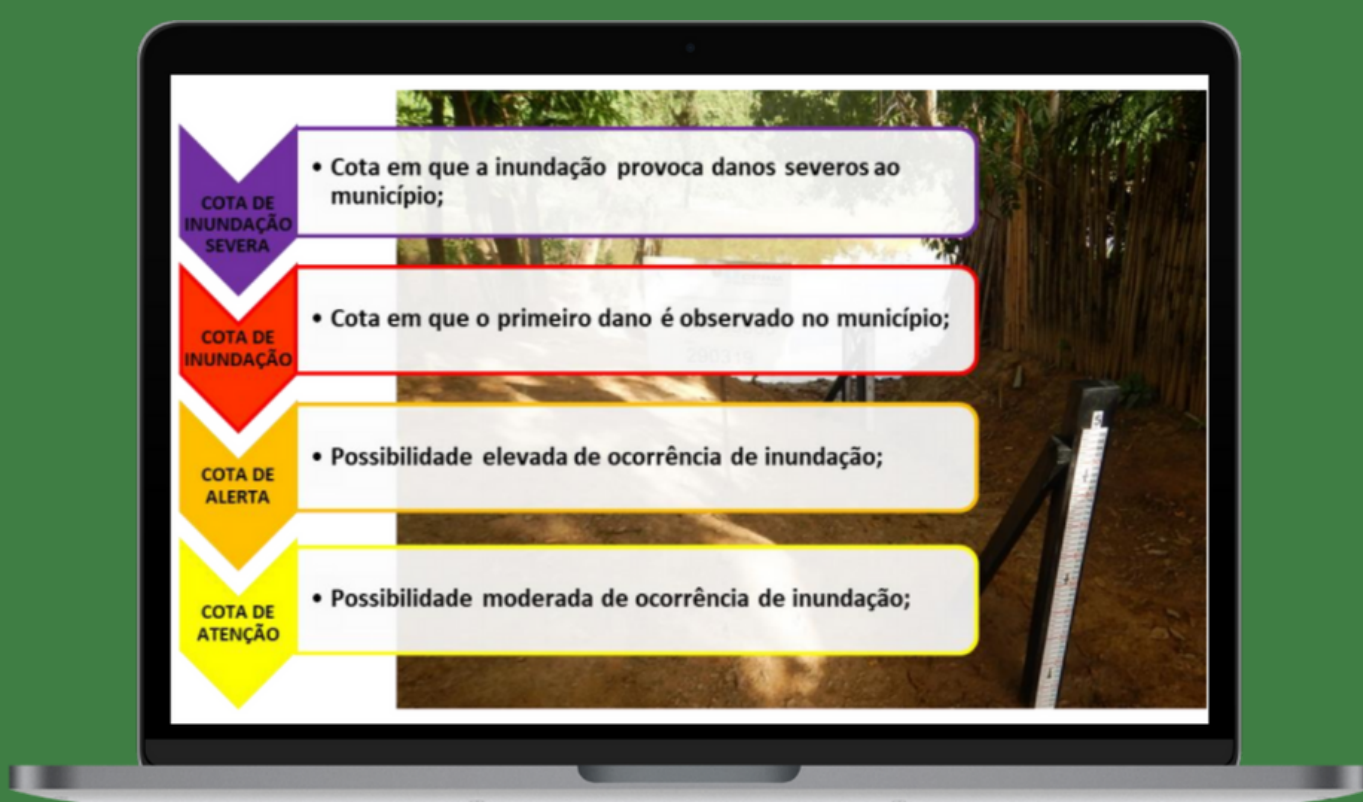 COTA DE
INUNDAÇÃO
SEVERA
• Cota em que a inundação provoca danos severos ao
município;
COTA DE
INUNDAÇÃO
• Cota em que o primeiro dano é observado no município;
COTA DE
ALERTA
• Possibilidade elevada de ocorrência de inundação;
COTA DE
ATENÇÃO
• Possibilidade moderada de ocorrência de inundação;